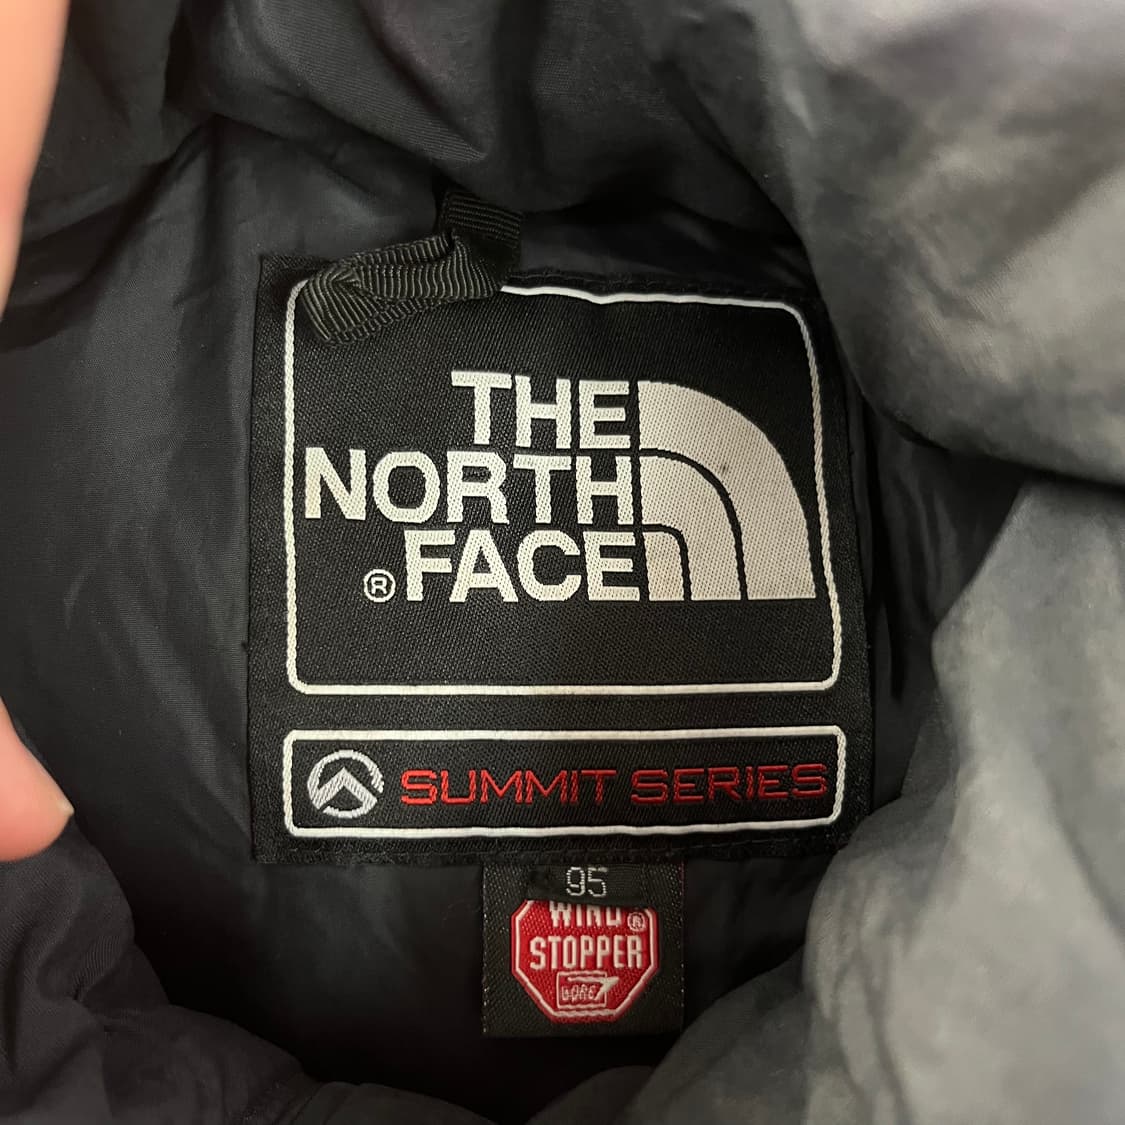 THE
NORTH
®FACE
SUMMIT SERIES
95
WIND®
STOPPER
GORE